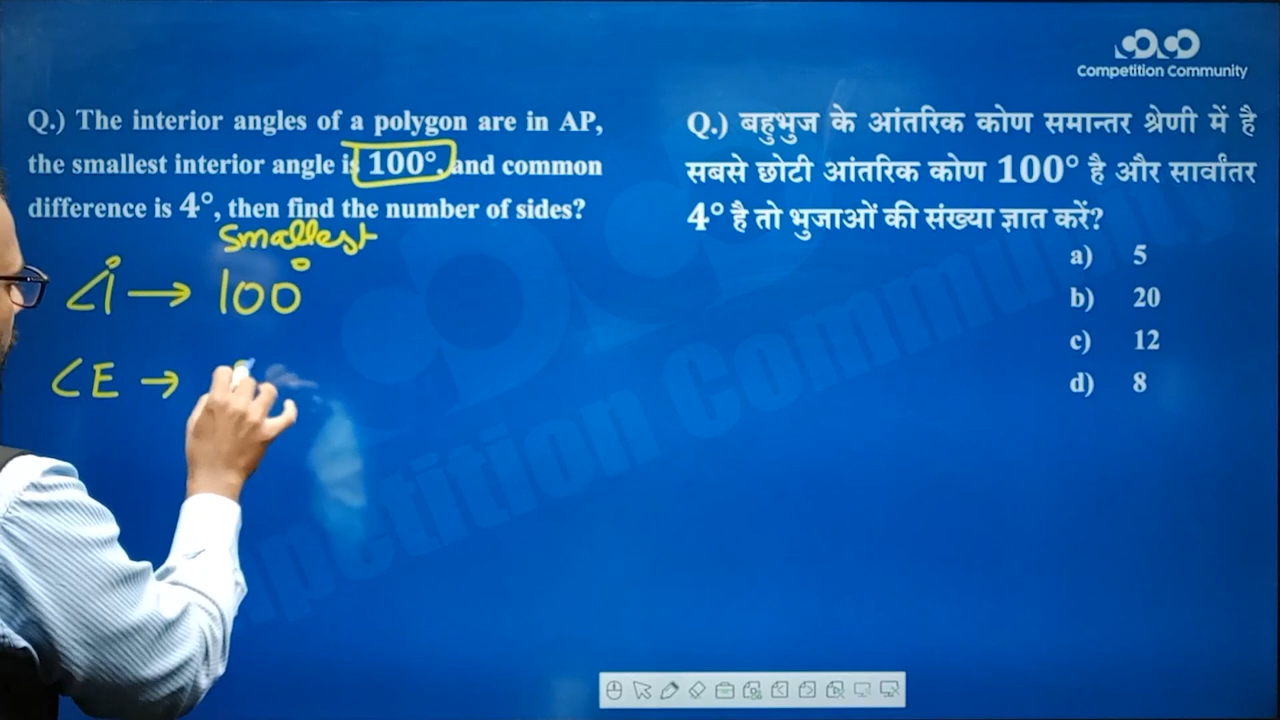 Competition Community
Q.) The interior angles of a polygon are in AP,
the smallest interior angle is 100°, and common
difference is 4°, then find the number of sides?
smallest
∠i → 100°
∠E →
Q.) बहुभुज के आंतरिक कोण समान्तर श्रेणी में है
सबसे छोटी आंतरिक कोण 100° है और सार्वांतर
4° है तो भुजाओं की संख्या ज्ञात करें?
a) 5
b) 20
c) 12
d) 8
Competition Community